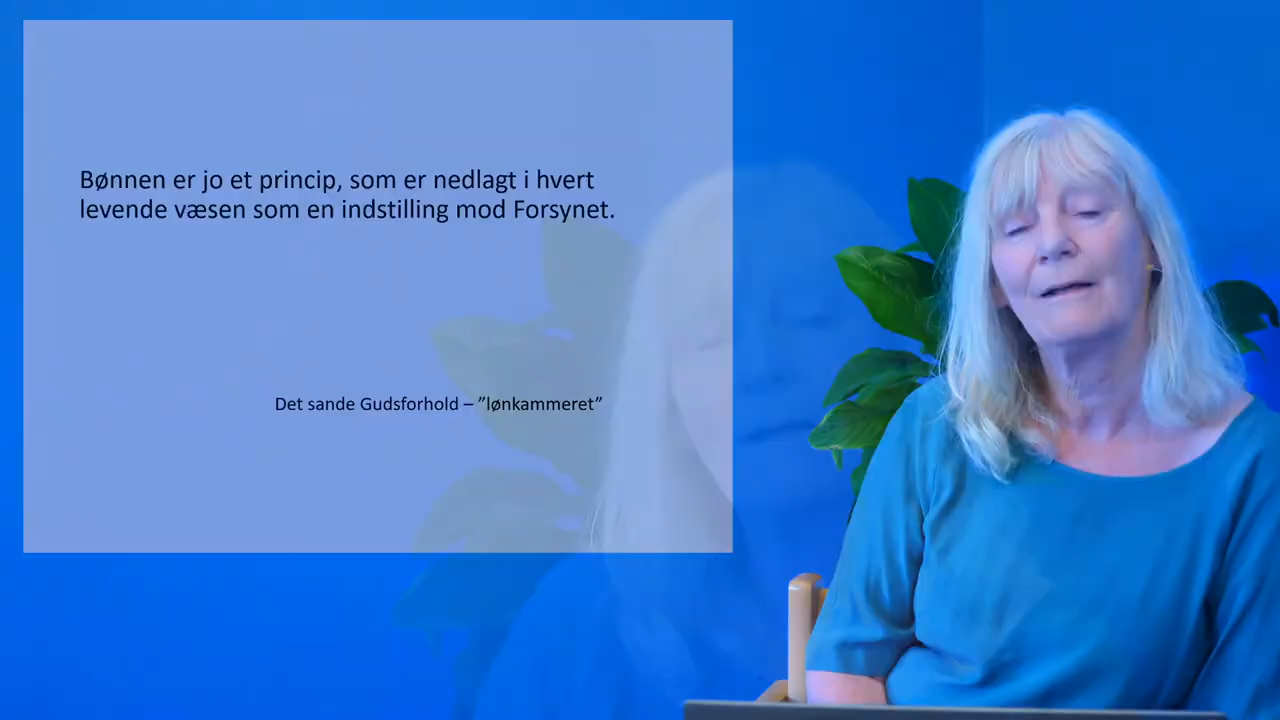 Bønnen er jo et princip, som er nedlagt i hvert
levende væsen som en indstilling mod Forsynet.
Det sande Gudsforhold – ”lønkammeret”